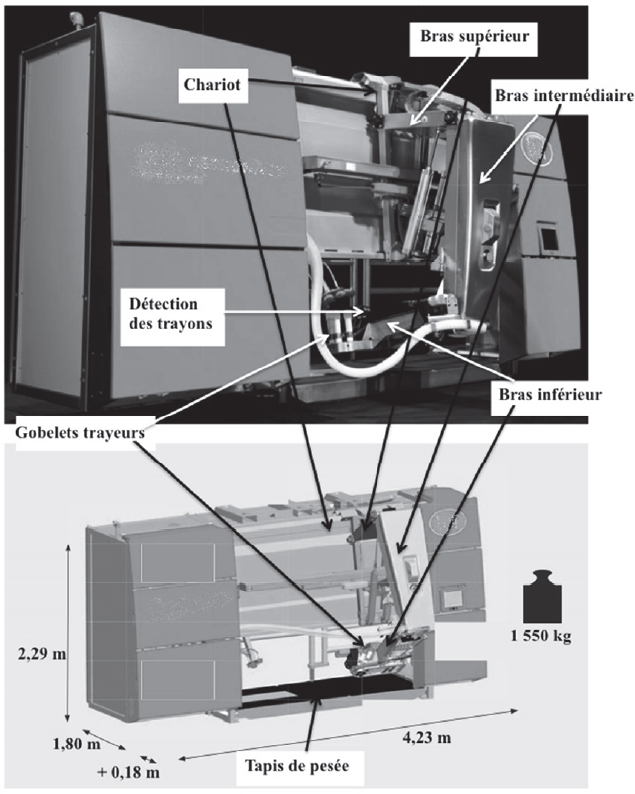 Bras supérieur
Chariot
Bras intermédiaire
Détection
des trayons
Bras inférieur
Gobelets trayeurs
2,29 m
1 550 kg
1,80 m
+ 0,18 m
4,23 m
Tapis de pesée